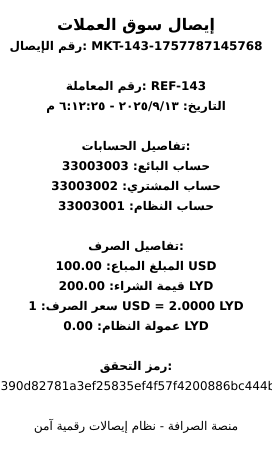 إيصال سوق العملات
رقم الإيصال: MKT-143-1757787145768
رقم المعاملة: REF-143
التاريخ: ٢٠٢٥/٩/١٣ - ٦:١٢:٢٥ م
تفاصيل الحسابات:
حساب البائع: 33003003
حساب المشتري: 33003002
حساب النظام: 33003001
تفاصيل الصرف:
المبلغ المباع: 100.00 USD
قيمة الشراء: 200.00 LYD
سعر الصرف: 1 USD = 2.0000 LYD
عمولة النظام: 0.00 LYD
رمز التحقق:
390d82781a3ef25835ef4f57f4200886bc444b
منصة الصرافة - نظام إيصالات رقمية آمن